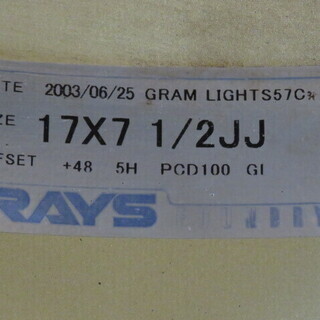 TE 2003/06/25 GRAM LIGHTS57C
ZE 17X7 1/2JJ
FSET +48 5H PCD100 GI
RAYS